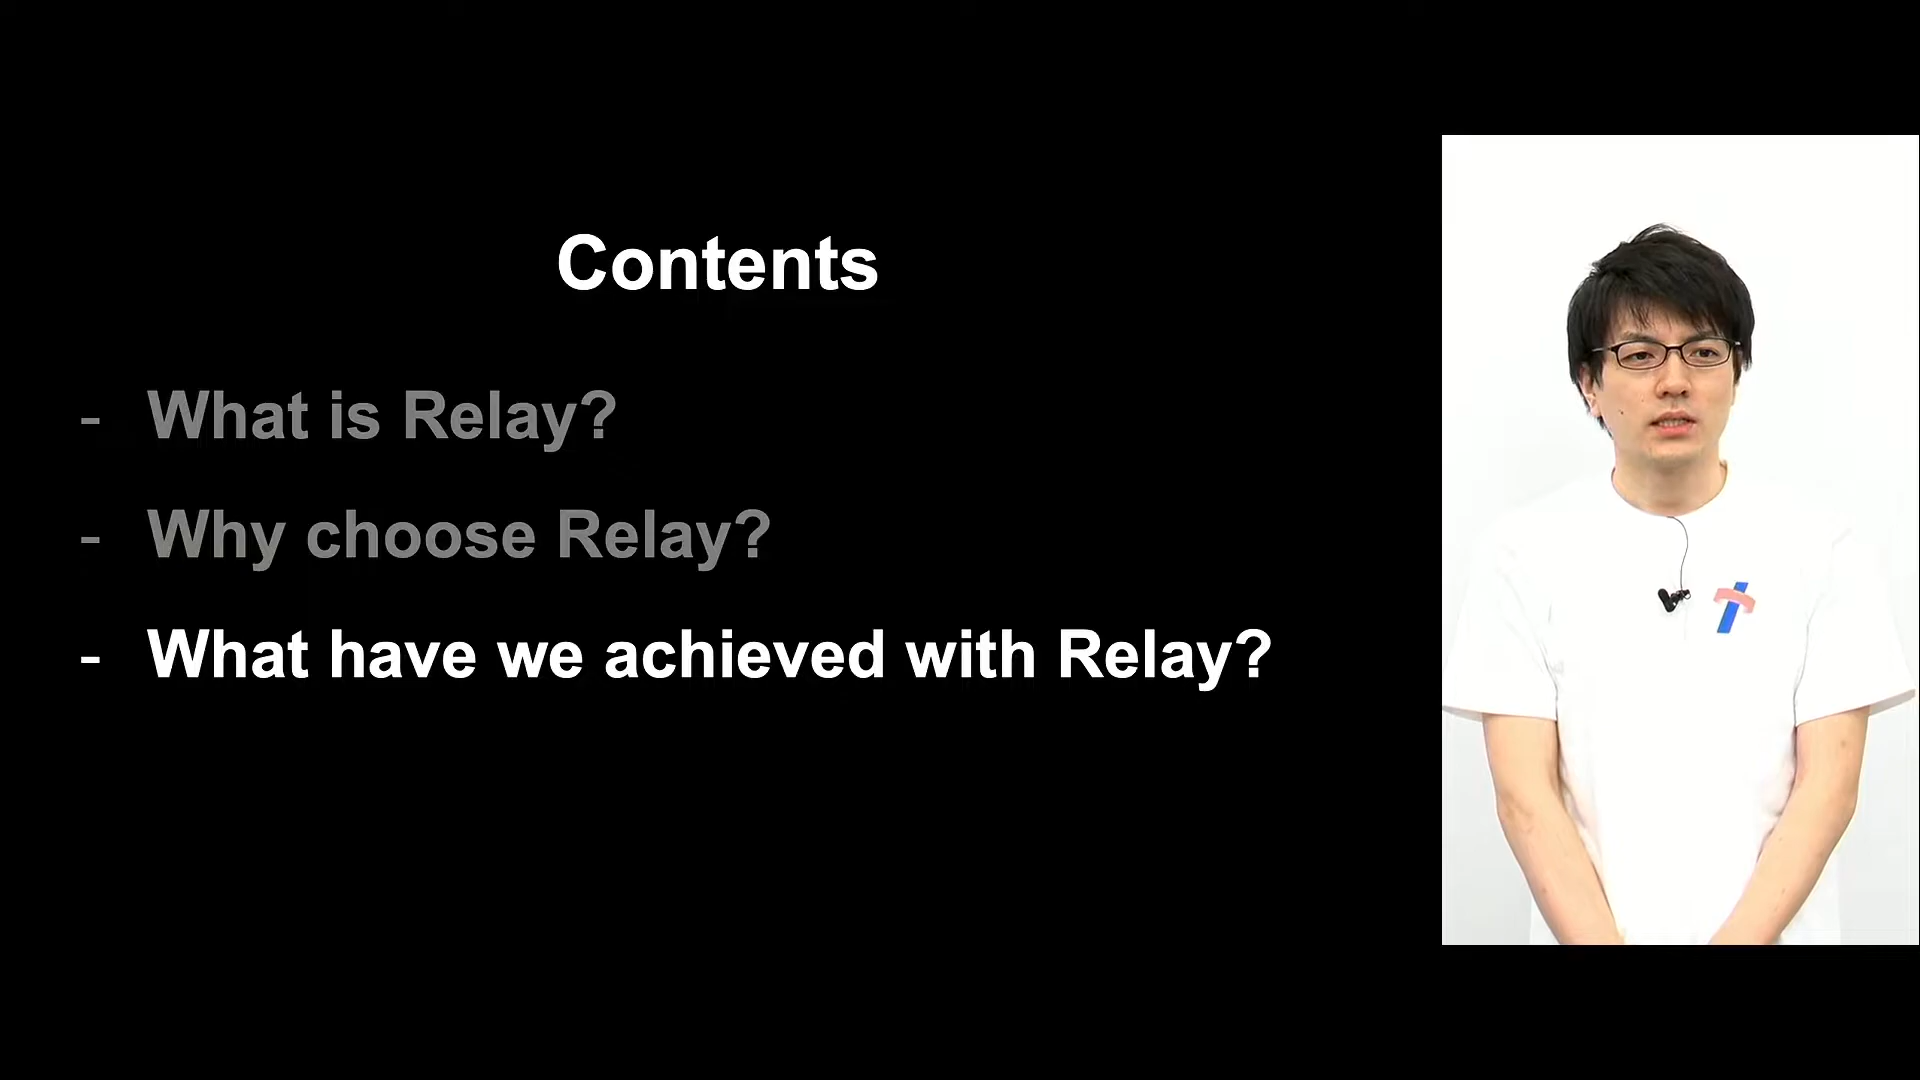 Contents
- What is Relay?
- Why choose Relay?
- What have we achieved with Relay?